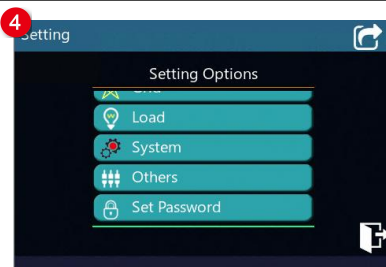 4
Setting
Setting Options
Load
System
Others
Set Password